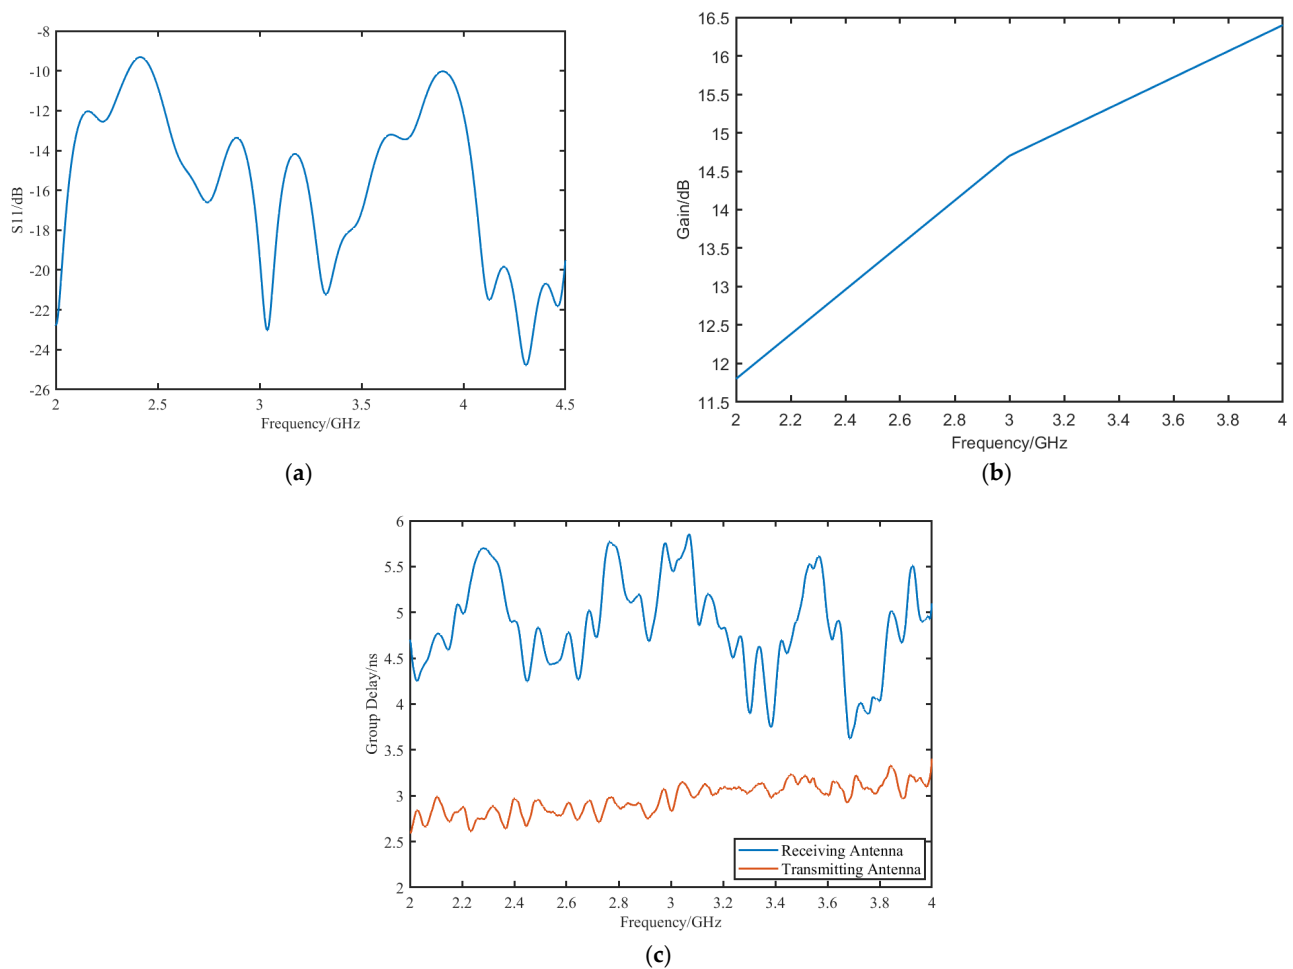 -8
-10
-12
-14
-16
-18
-20
-22
-24
-26
S11/dB
2 2.5 3 3.5 4 4.5
Frequency/GHz
(a)
16.5
16
15.5
15
14.5
14
13.5
13
12.5
12
11.5
Gain/dB
2 2.2 2.4 2.6 2.8 3 3.2 3.4 3.6 3.8 4
Frequency/GHz
(b)
6
5.5
5
4.5
4
3.5
3
2.5
2
Group Delay/ns
Receiving Antenna
Transmitting Antenna
2 2.2 2.4 2.6 2.8 3 3.2 3.4 3.6 3.8 4
Frequency/GHz
(c)